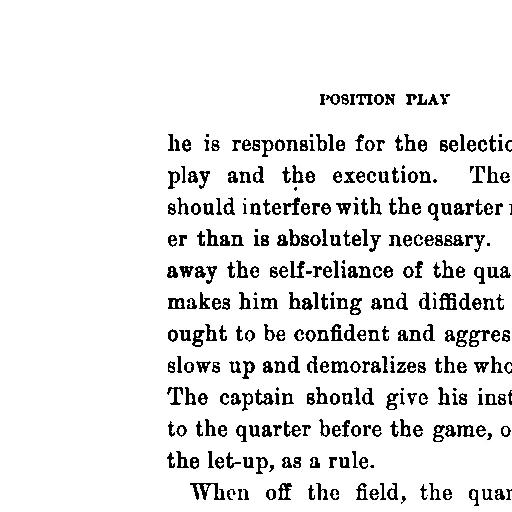 POSITION PLAY
he is responsible for the selectio
play and the execution. The
should interfere with the quarter
er than is absolutely necessary.
away the self-reliance of the qua
makes him halting and diffident
ought to be confident and aggres
slows up and demoralizes the who
The captain should give his inst
to the quarter before the game, o
the let-up, as a rule.
When off the field, the quar